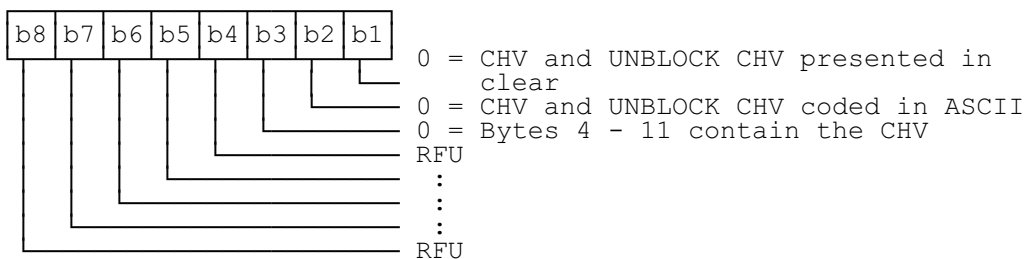 b8 b7 b6 b5 b4 b3 b2 b1
0 = CHV and UNBLOCK CHV presented in
clear
0 = CHV and UNBLOCK CHV coded in ASCII
0 = Bytes 4 - 11 contain the CHV
RFU
:
:
:
RFU